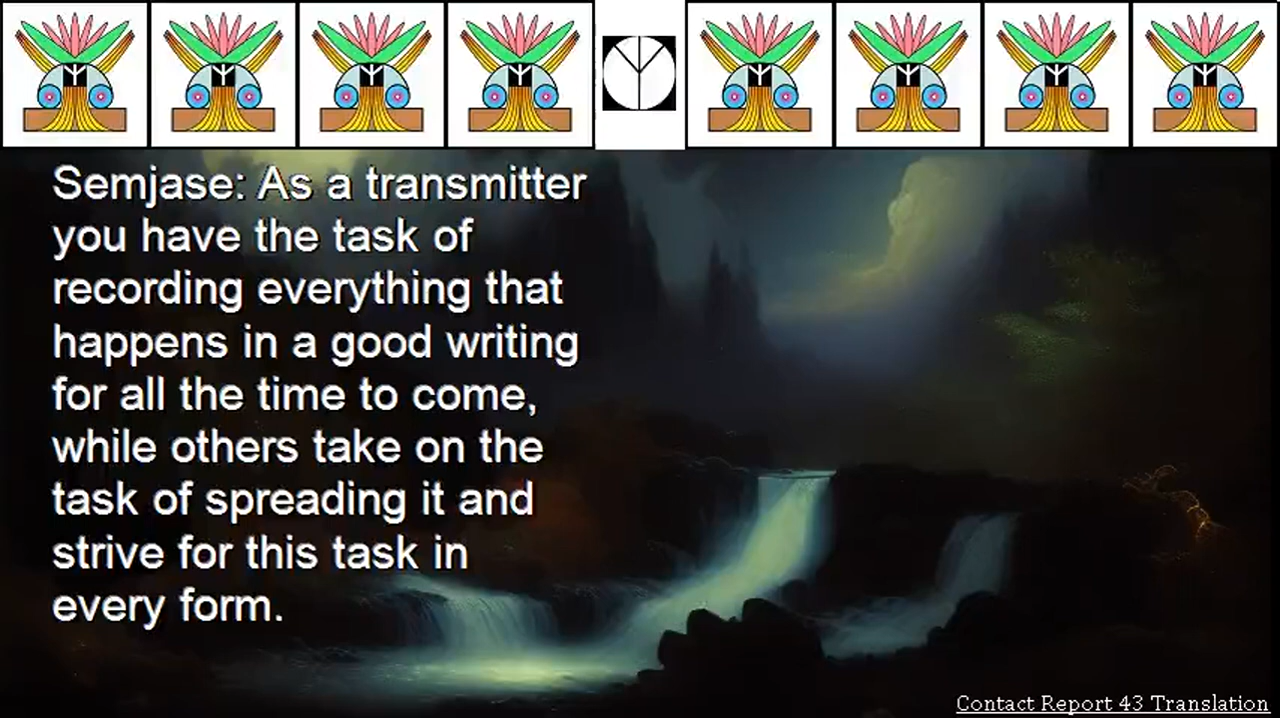 Semjase: As a transmitter
you have the task of
recording everything that
happens in a good writing
for all the time to come,
while others take on the
task of spreading it and
strive for this task in
every form.
Contact Report 43 Translation